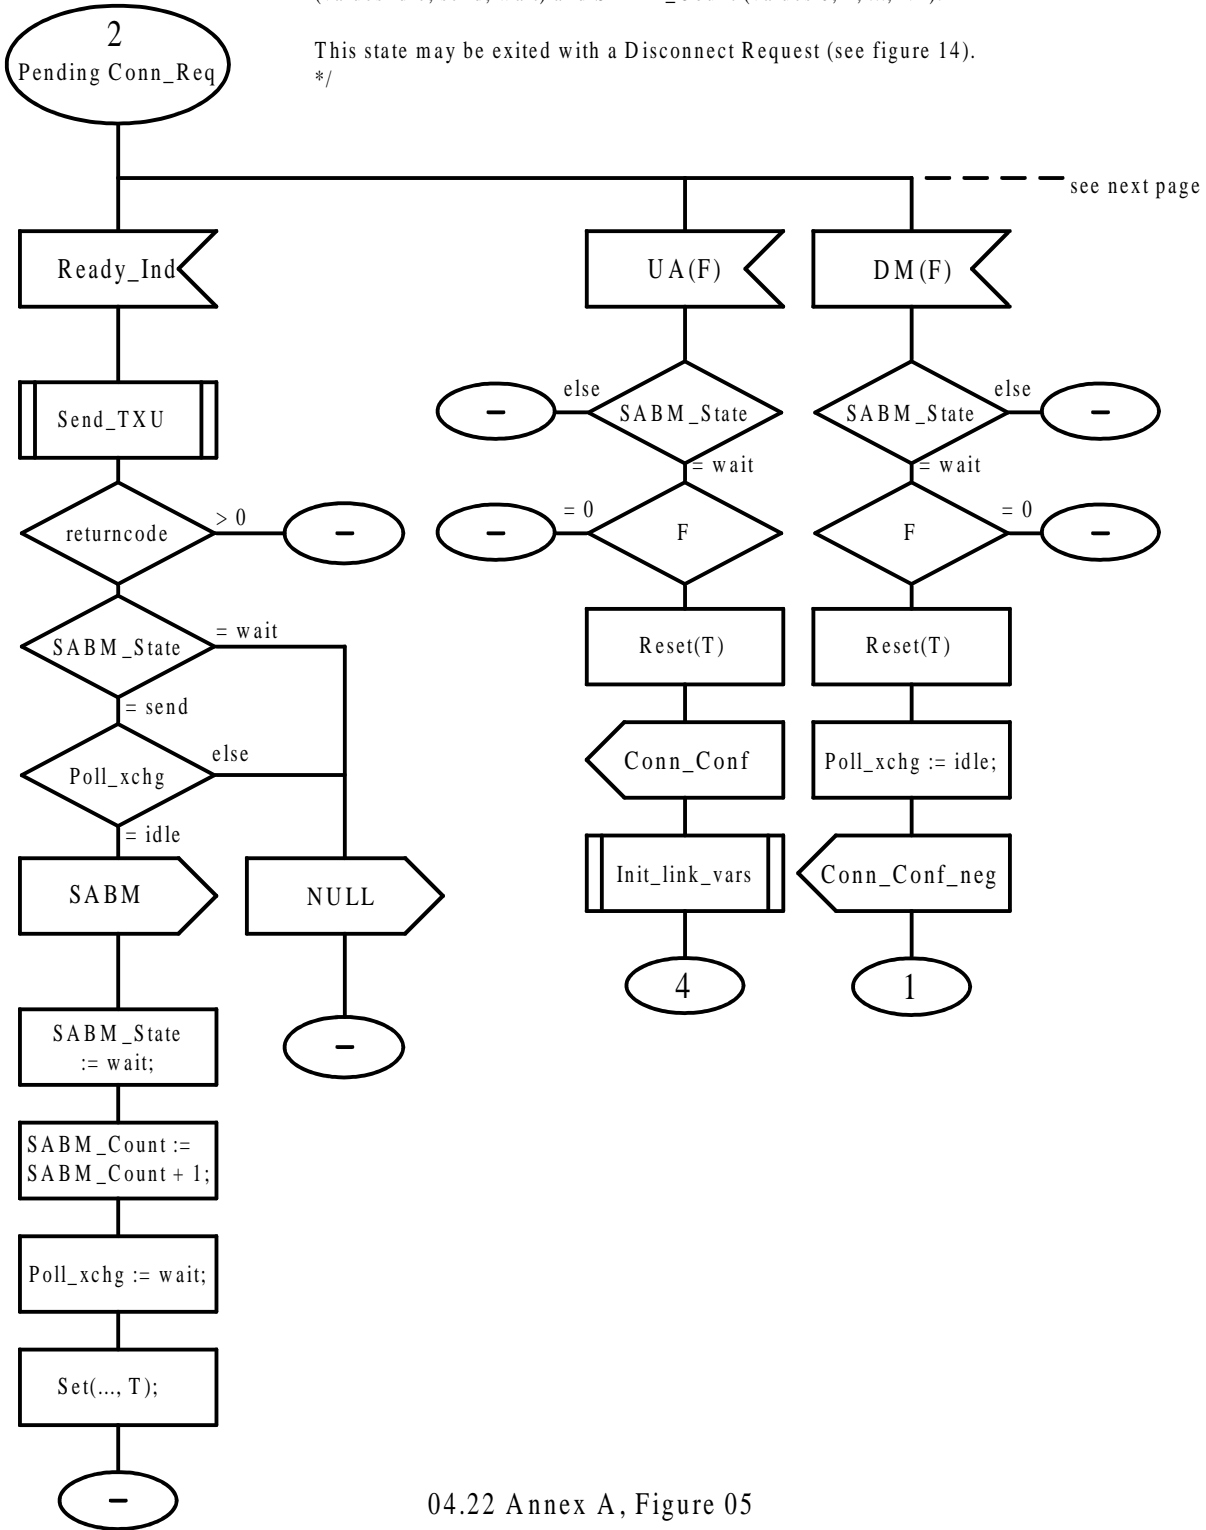 2
Pending Conn_Req
This state may be exited with a Disconnect Request (see figure 14).
*/
see next page
Ready_Ind
UA(F)
DM(F)
Send_TXU
else
SABM_State
= wait
SABM_State
else
= wait
returncode
> 0
= 0
F
F
= 0
SABM_State
= wait
= send
Reset(T)
Reset(T)
Poll_xchg
else
= idle
Conn_Conf
Poll_xchg := idle;
SABM
NULL
Init_link_vars
Conn_Conf_neg
4
1
SABM_State
:= wait;
SABM_Count :=
SABM_Count + 1;
Poll_xchg := wait;
Set(..., T);
04.22 Annex A, Figure 05